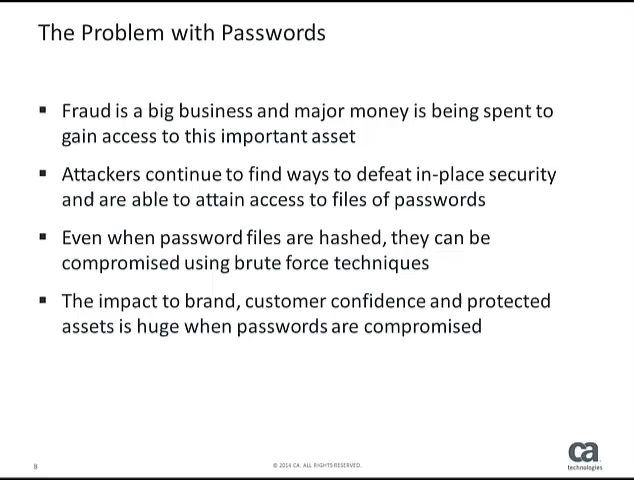 The Problem with Passwords
▪ Fraud is a big business and major money is being spent to
gain access to this important asset
▪ Attackers continue to find ways to defeat in-place security
and are able to attain access to files of passwords
▪ Even when password files are hashed, they can be
compromised using brute force techniques
▪ The impact to brand, customer confidence and protected
assets is huge when passwords are compromised
8
© 2014 CA. ALL RIGHTS RESERVED.
ca
technologies